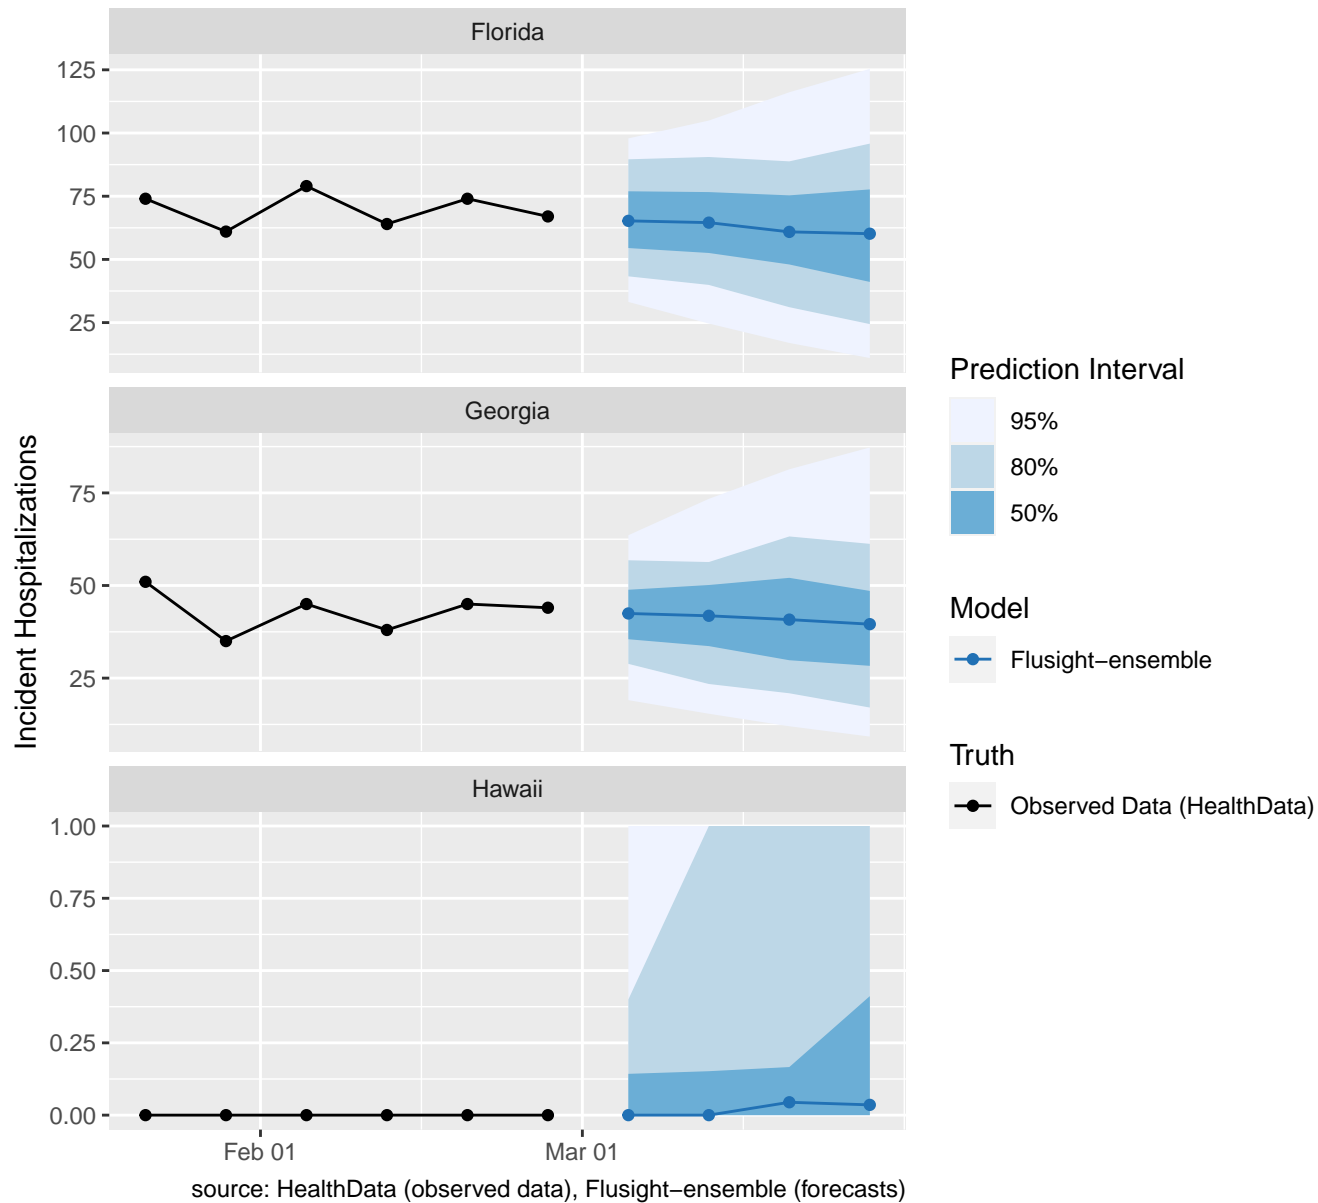 Florida
125
100
75
50
25
Georgia
75
50
25
Hawaii
1.00
0.75
0.50
0.25
0.00
Feb 01
Mar 01
Incident Hospitalizations
source: HealthData (observed data), Flusight−ensemble (forecasts)
Prediction Interval
95%
80%
50%
Model
Flusight−ensemble
Truth
Observed Data (HealthData)